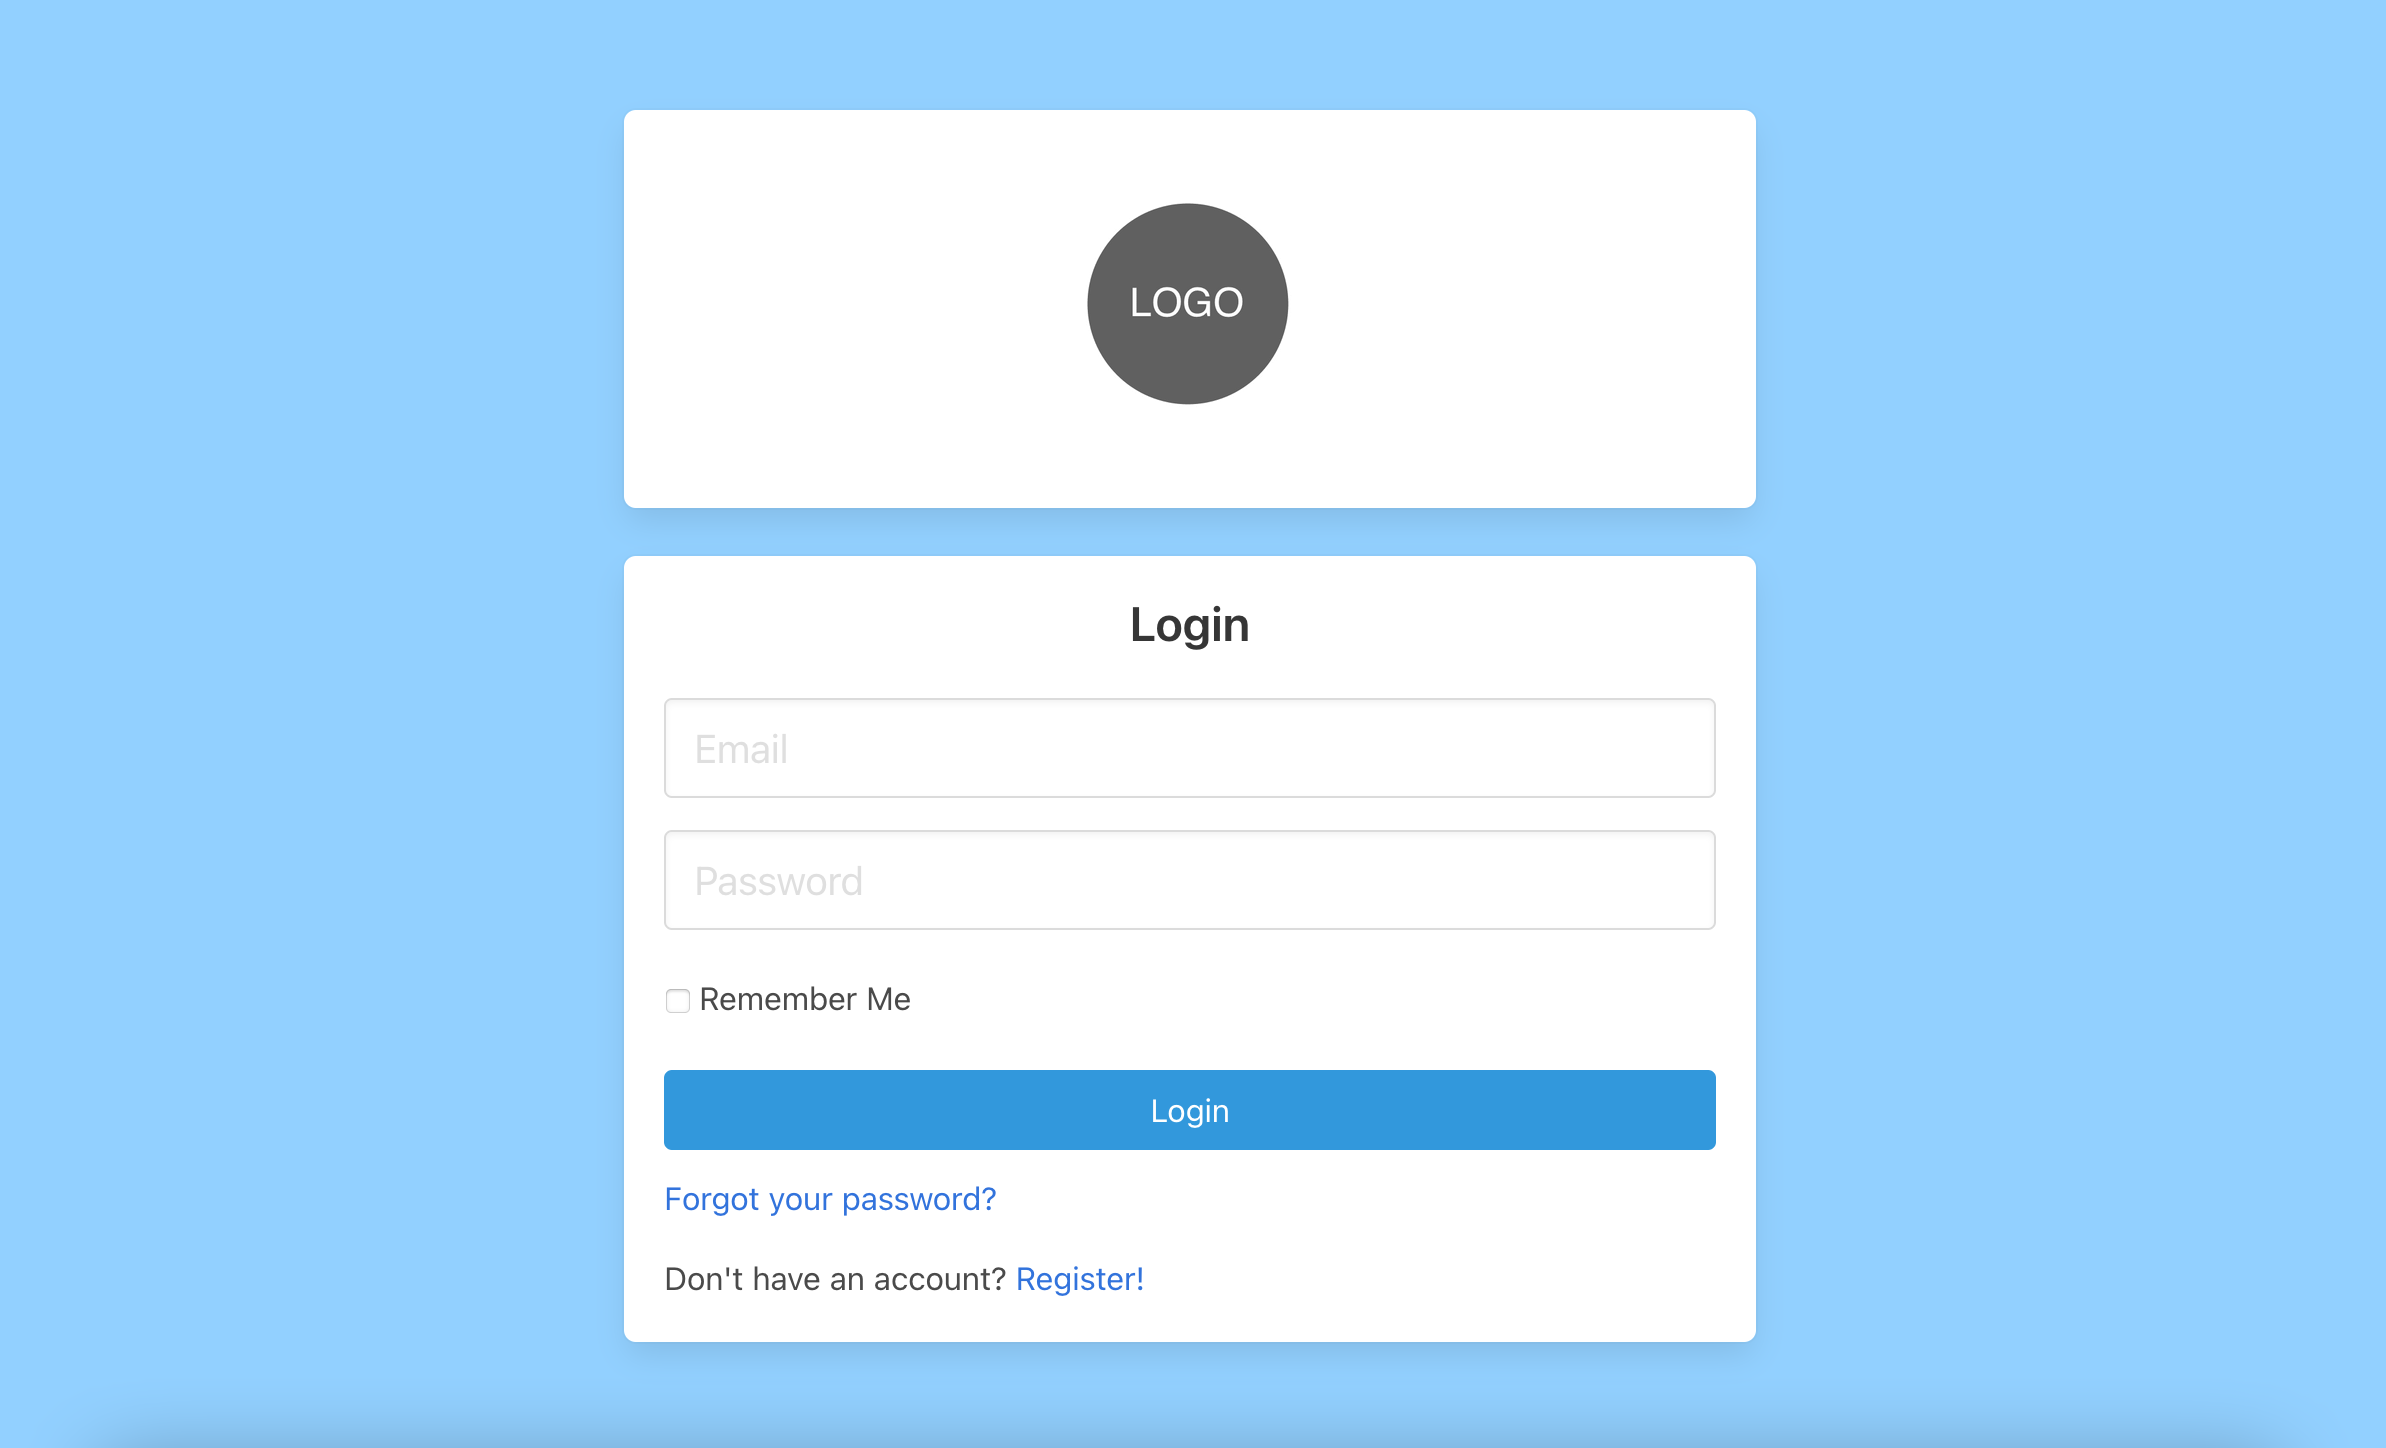 LOGO
Login
Email
Password
Remember Me
Login
Forgot your password?
Don't have an account? Register!